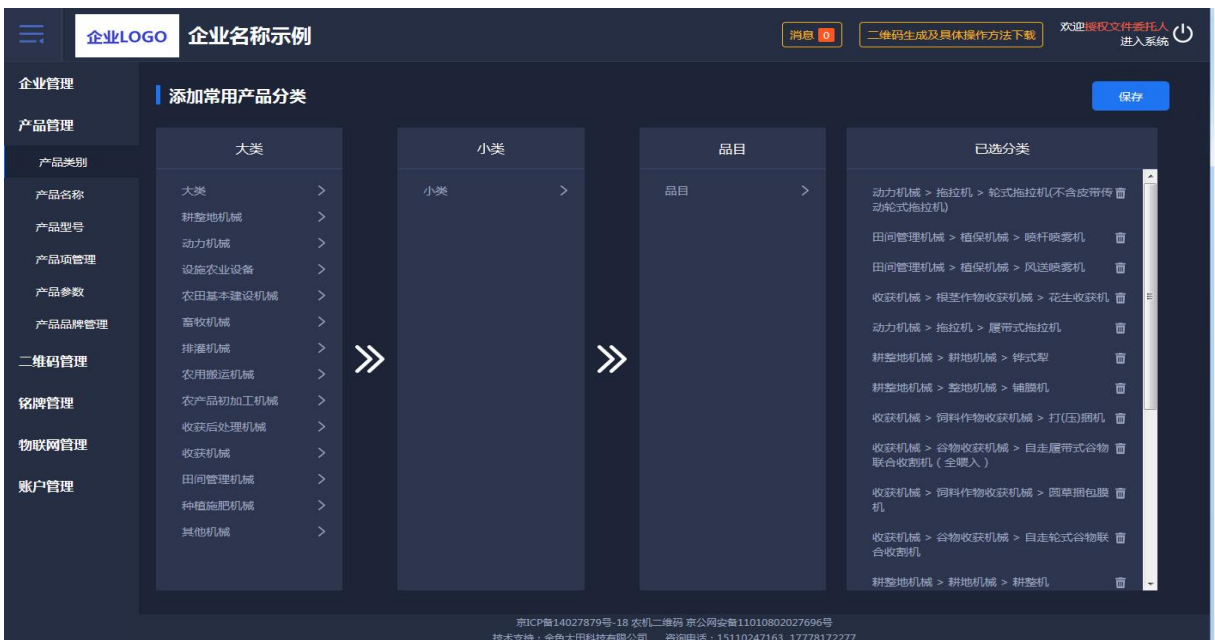 企业LOGO
企业名称示例
消息 0
二维码生成及具体操作方法下载
欢迎授权文件委托人
进入系统
企业管理
产品管理
产品类别
产品名称
产品型号
产品项管理
产品参数
产品品牌管理
二维码管理
铭牌管理
物联网管理
账户管理
添加常用产品分类
保存
大类
大类 >
耕整地机械 >
动力机械 >
设施农业设备 >
农田基本建设机械 >
畜牧机械 >
排灌机械 >
农用搬运机械 >
农产品初加工机械 >
收获后处理机械 >
收获机械 >
田间管理机械 >
种植施肥机械 >
其他机械 >
小类
小类 >
品目
品目 >
已选分类
动力机械 > 拖拉机 > 轮式拖拉机(不含皮带传
动轮式拖拉机)
田间管理机械 > 植保机械 > 喷杆喷雾机
田间管理机械 > 植保机械 > 风送喷雾机
收获机械 > 根茎作物收获机械 > 花生收获机
动力机械 > 拖拉机 > 履带式拖拉机
耕整地机械 > 耕地机械 > 铧式犁
耕整地机械 > 整地机械 > 铺膜机
收获机械 > 饲料作物收获机械 > 打(压)捆机
收获机械 > 谷物收获机械 > 自走履带式谷物
联合收割机（全喂入）
收获机械 > 饲料作物收获机械 > 圆草捆包膜
机
收获机械 > 谷物收获机械 > 自走轮式谷物联
合收割机
耕整地机械 > 耕地机械 > 耕整机
京ICP备14027879号-18 农机二维码 京公网安备11010802027696号
技术支持：金色大田科技有限公司 咨询电话：15110247163 17778172277